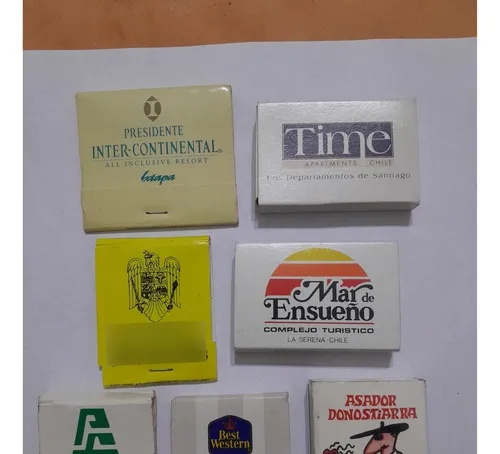 PRESIDENTE
INTER-CONTINENTAL®
ALL INCLUSIVE RESORT
Ixtapa
Time
APARTMENTS CHILE
Los Departamentos de Santiago
Mar de
Ensueño
COMPLEJO TURISTICO
LA SERENA - CHILE
Best
Western
ASADOR
DONOSTIARRA